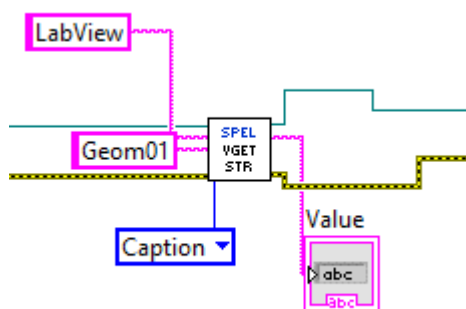 LabView
SPEL
VGET
STR
Geom01
Value
Caption
abc
abc